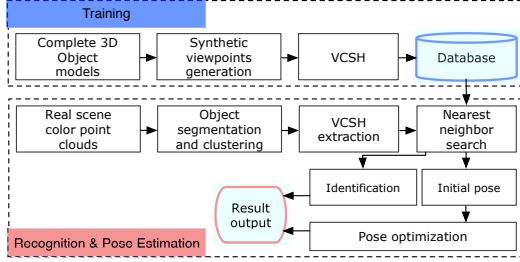 Training
Complete 3D
Object
models
Synthetic
viewpoints
generation
VCSH
Database
Real scene
color point
clouds
Object
segmentation
and clustering
VCSH
extraction
Nearest
neighbor
search
Identification
Initial pose
Result
output
Pose optimization
Recognition & Pose Estimation